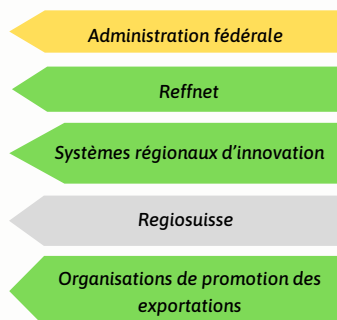 Administration fédérale
Reffnet
Systèmes régionaux d'innovation
Regiosuisse
Organisations de promotion des
exportations